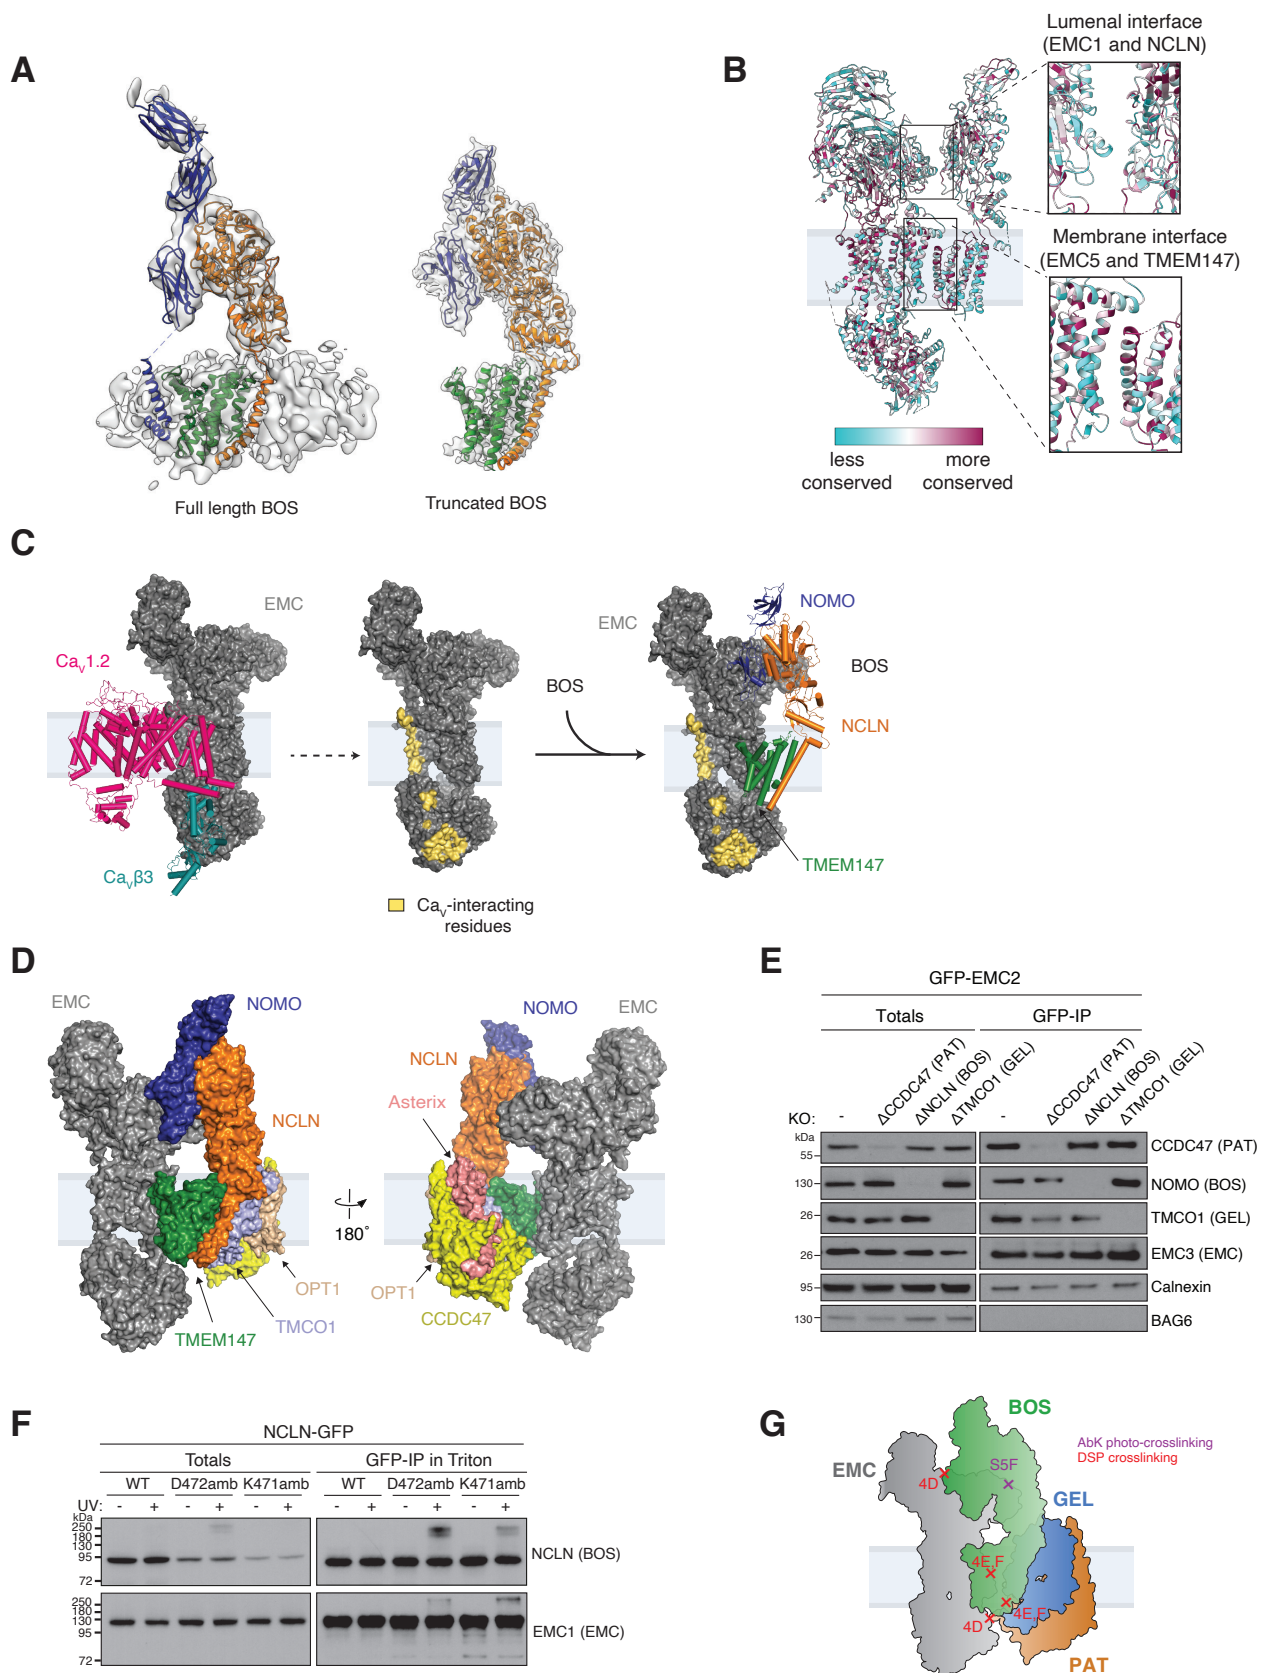 A
Full length BOS
Truncated BOS
B
Lumenal interface
(EMC1 and NCLN)
Membrane interface
(EMC5 and TMEM147)
less
conserved
more
conserved
C
EMC
CaV1.2
CaVβ3
CaV-interacting
residues
BOS
EMC
NOMO
BOS
NCLN
TMEM147
D
EMC
NOMO
NCLN
OPT1
TMCO1
TMEM147
180°
NOMO
EMC
NCLN
Asterix
OPT1
CCDC47
E
GFP-EMC2
Totals
GFP-IP
KO:
-
ΔCCDC47 (PAT)
ΔNCLN (BOS)
ΔTMCO1 (GEL)
-
ΔCCDC47 (PAT)
ΔNCLN (BOS)
ΔTMCO1 (GEL)
kDa
55
CCDC47 (PAT)
130
NOMO (BOS)
26
TMCO1 (GEL)
26
EMC3 (EMC)
95
Calnexin
130
BAG6
F
NCLN-GFP
Totals
GFP-IP in Triton
WT D472amb K471amb WT D472amb K471amb
UV: - + - + - + - + - + - +
kDa
250
180
130
95
72
NCLN (BOS)
250
180
130
95
72
EMC1 (EMC)
G
BOS
AbK photo-crosslinking
DSP crosslinking
EMC
S5F
4D
GEL
4E,F
4E,F
4D
PAT